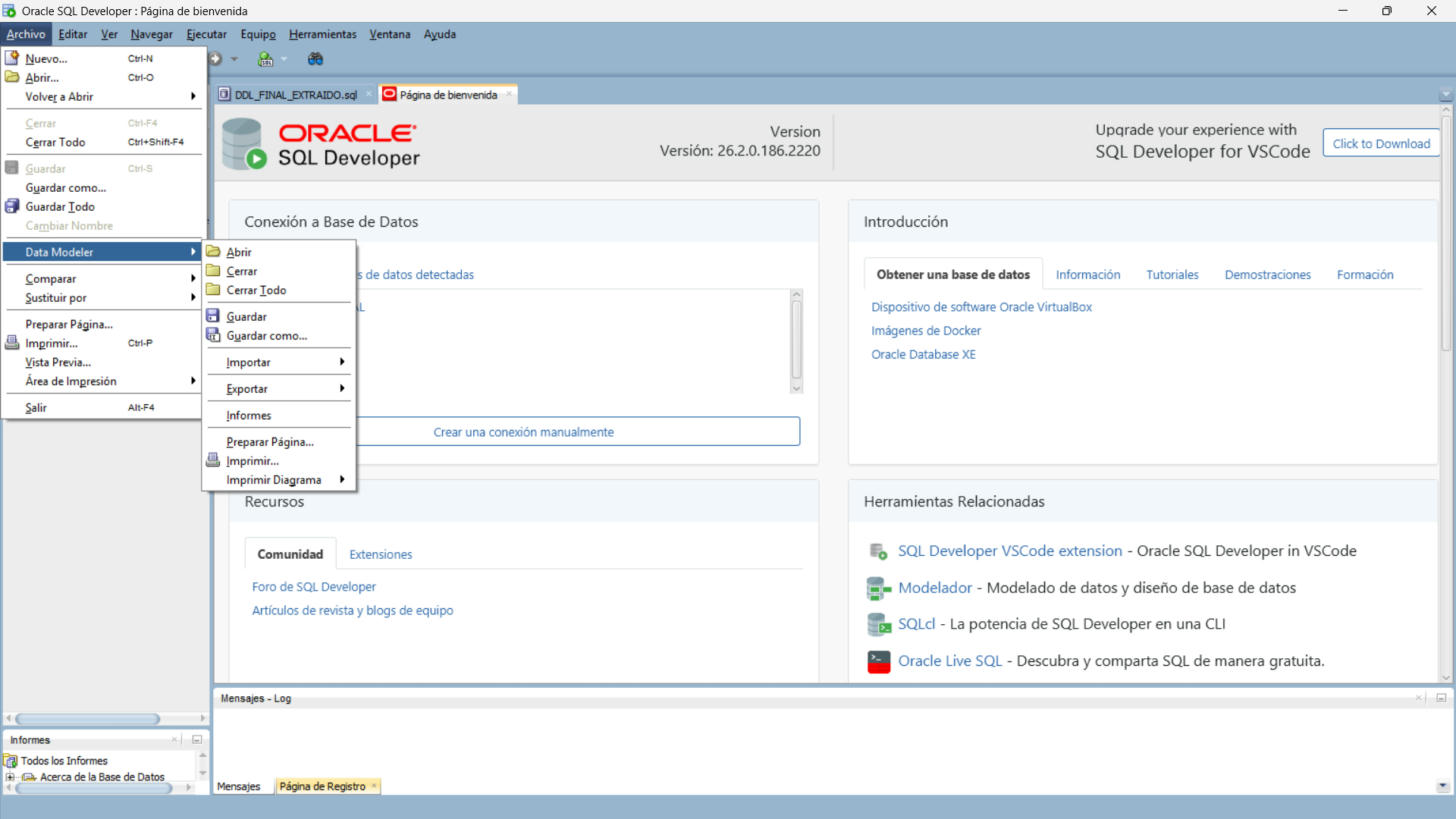 Oracle SQL Developer : Página de bienvenida
Archivo Editar Ver Navegar Ejecutar Equipo Herramientas Ventana Ayuda
Nuevo... Ctrl-N
Abrir... Ctrl-O
Volver a Abrir
Cerrar Ctrl-F4
Cerrar Todo Ctrl+Shift-F4
Guardar Ctrl-S
Guardar como...
Guardar Todo
Cambiar Nombre
Data Modeler
Comparar
Sustituir por
Preparar Página...
Imprimir... Ctrl-P
Vista Previa...
Área de Impresión
Salir Alt-F4
Abrir
Cerrar
Cerrar Todo
Guardar
Guardar como...
Importar
Exportar
Informes
Preparar Página...
Imprimir...
Imprimir Diagrama
DDL_FINAL_EXTRAIDO.sql Página de bienvenida
ORACLE
SQL Developer
Version
Versión: 26.2.0.186.2220
Upgrade your experience with
SQL Developer for VSCode
Click to Download
Conexión a Base de Datos
s de datos detectadas
L
Crear una conexión manualmente
Introducción
Obtener una base de datos Información Tutoriales Demostraciones Formación
Dispositivo de software Oracle VirtualBox
Imágenes de Docker
Oracle Database XE
Recursos
Comunidad Extensiones
Foro de SQL Developer
Artículos de revista y blogs de equipo
Herramientas Relacionadas
SQL Developer VSCode extension - Oracle SQL Developer in VSCode
Modelador - Modelado de datos y diseño de base de datos
SQLcl - La potencia de SQL Developer en una CLI
Oracle Live SQL - Descubra y comparta SQL de manera gratuita.
Mensajes - Log
Mensajes Página de Registro
Informes
Todos los Informes
Acerca de la Base de Datos